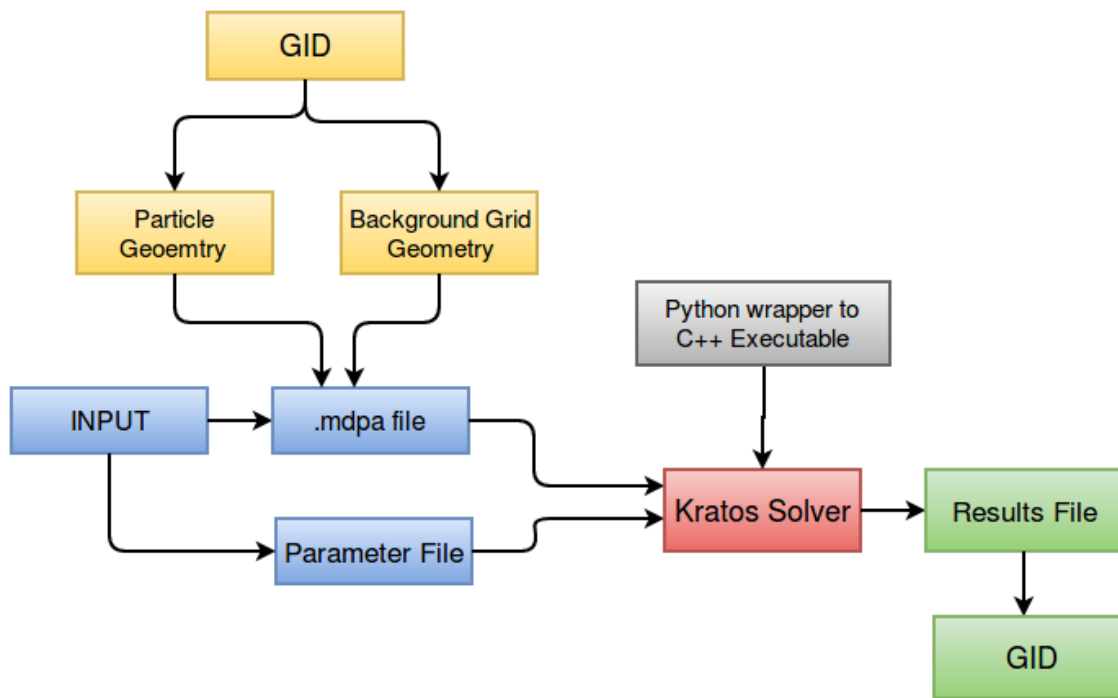 GID
Particle
Geoemtry
Background Grid
Geometry
Python wrapper to
C++ Executable
INPUT
.mdpa file
Kratos Solver
Results File
Parameter File
GID